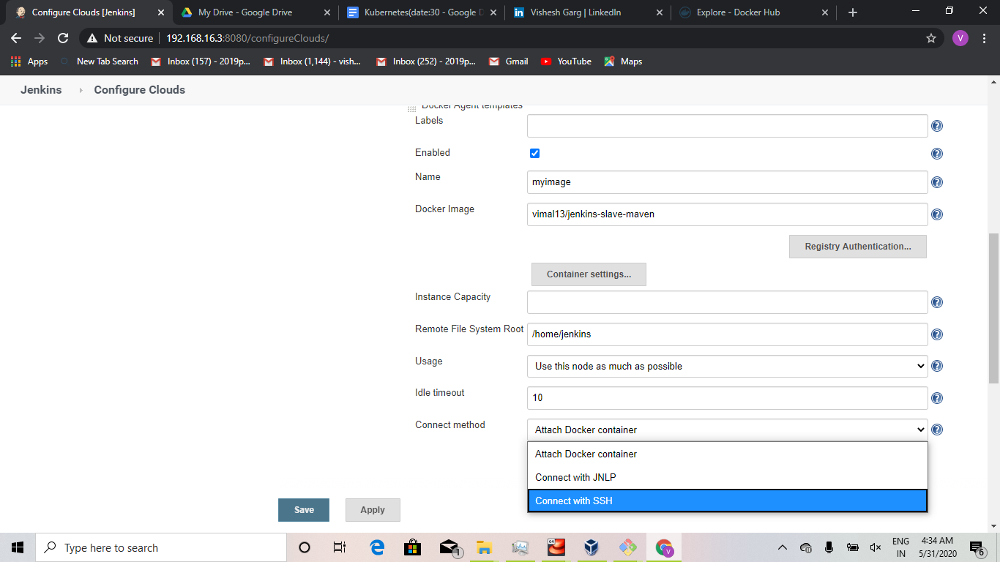 Configure Clouds [Jenkins]
My Drive - Google Drive
Kubernetes(date:30 - Google D
Vishesh Garg | LinkedIn
Explore - Docker Hub
Not secure
192.168.16.3:8080/configureClouds/
V
Apps
New Tab Search
Inbox (157) - 2019p...
Inbox (1,144) - vish...
Inbox (252) - 2019p...
Gmail
YouTube
Maps
Jenkins
Configure Clouds
Docker Agent templates
Labels
Enabled
Name
myimage
Docker Image
vimal13/jenkins-slave-maven
Registry Authentication...
Container settings...
Instance Capacity
Remote File System Root
/home/jenkins
Usage
Use this node as much as possible
Idle timeout
10
Connect method
Attach Docker container
Attach Docker container
Connect with JNLP
Connect with SSH
Save
Apply
Type here to search
1
V
ENG
IN
4:34 AM
5/31/2020
6